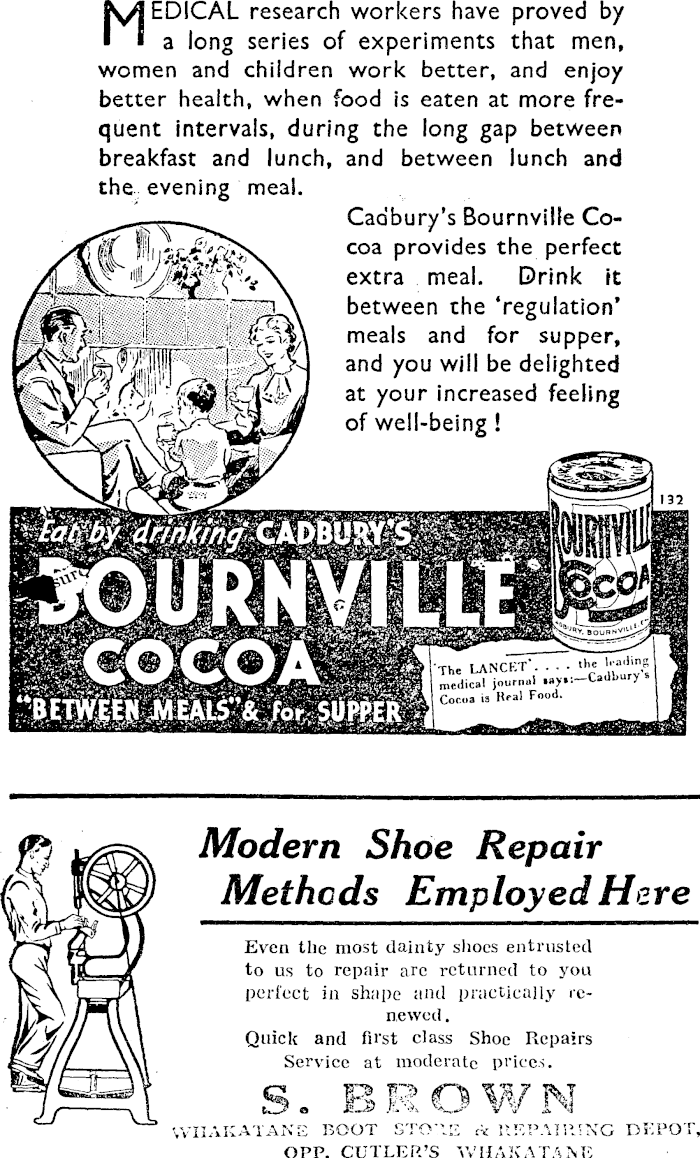 MEDICAL research workers have proved by
a long series of experiments that men,
women and children work better, and enjoy
better health, when food is eaten at more fre-
quent intervals, during the long gap between
breakfast and lunch, and between lunch and
the evening meal.
Cadbury's Bournville Co-
coa provides the perfect
extra meal. Drink it
between the 'regulation'
meals and for supper,
and you will be delighted
at your increased feeling
of well-being !
132
BOURNVILLE
COCOA
Eat by drinking CADBURY'S
BOURNVILLE
COCOA
"BETWEEN MEALS" & for SUPPER
'The LANCET' .... the leading
medical journal says:—Cadbury's
Cocoa is Real Food.
Modern Shoe Repair
Methods Employed Here
Even the most dainty shoes entrusted
to us to repair are returned to you
perfect in shape and practically re-
newed.
Quick and first class Shoe Repairs
Service at moderate prices.
S. BROWN
WHAKATANE BOOT STORE & REPAIRING DEPOT,
OPP. CUTLER'S WHAKATANE